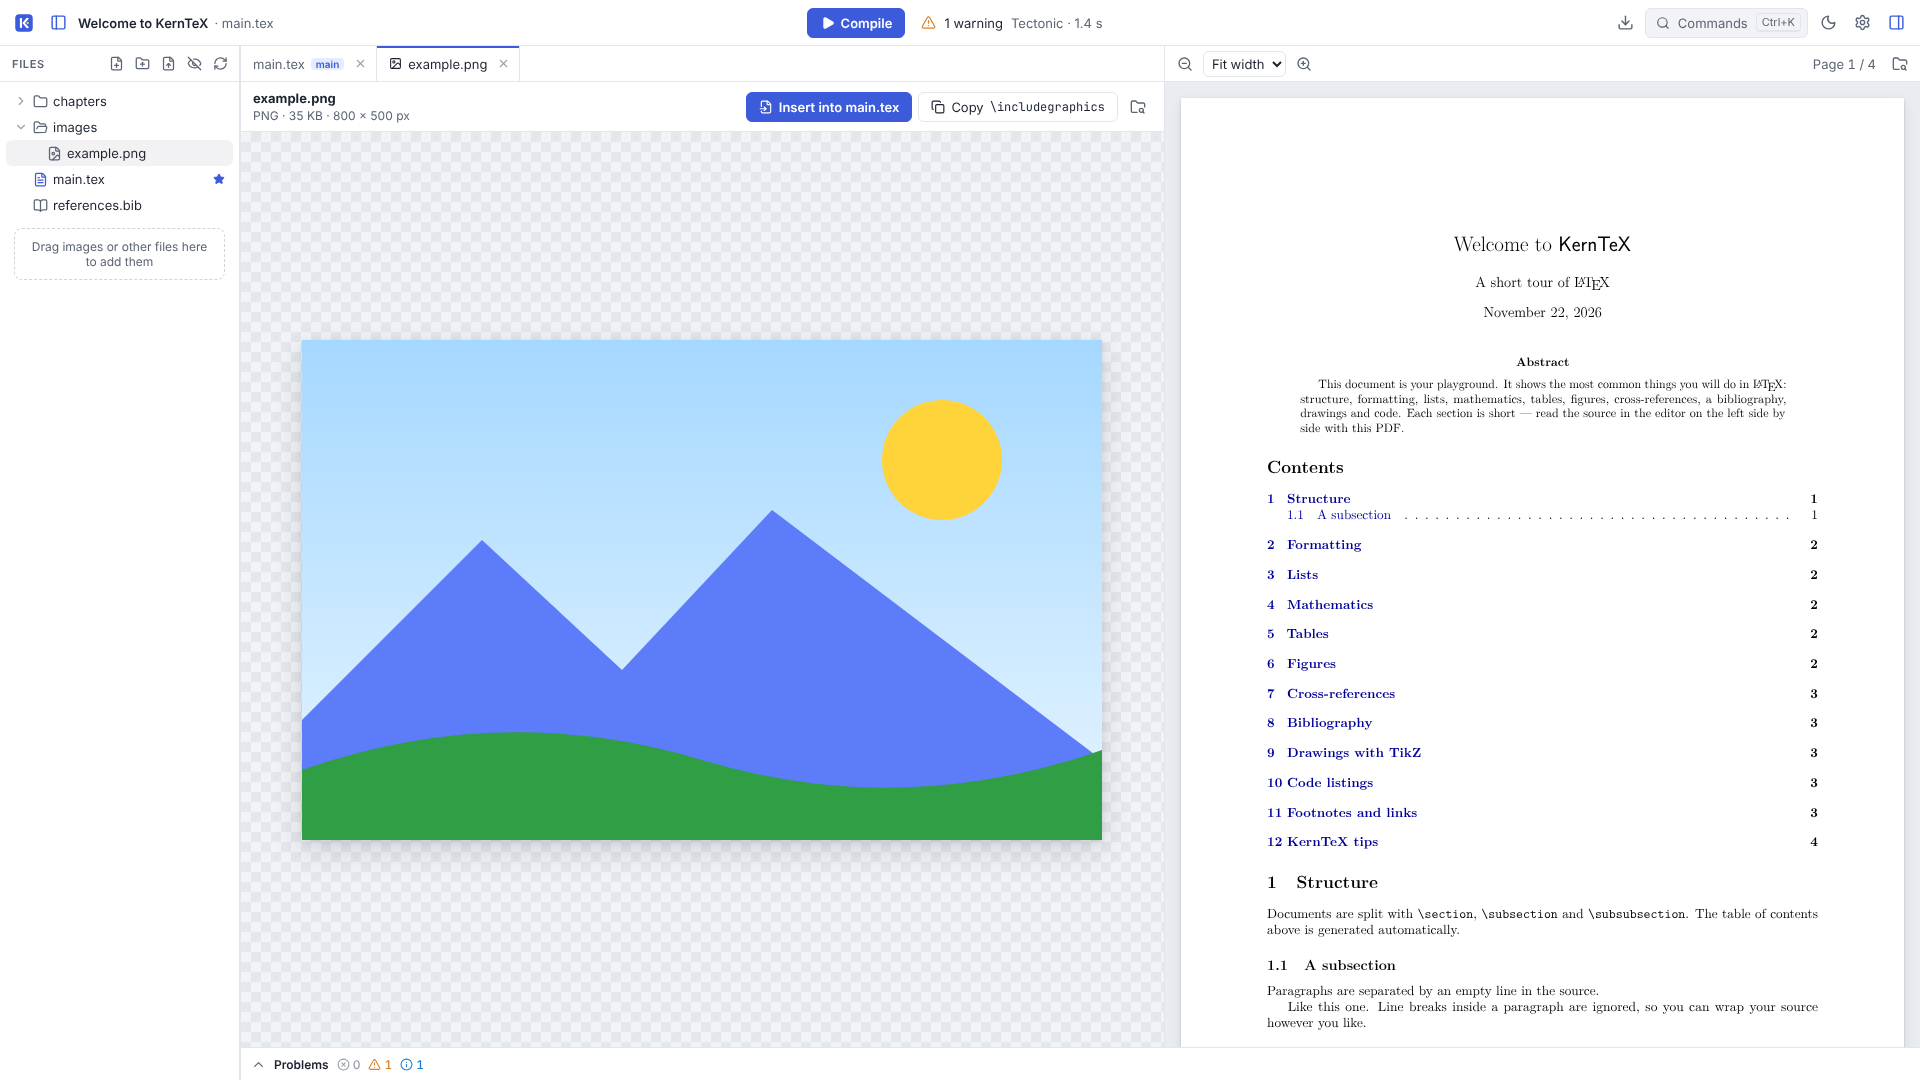 Welcome to KernTeX · main.tex
Compile
1 warning Tectonic · 1.4 s
Commands Ctrl+K
FILES
chapters
images
example.png
main.tex
references.bib
Drag images or other files here
to add them
main.tex main
example.png
example.png
PNG · 35 KB · 800 × 500 px
Insert into main.tex
Copy \includegraphics
Problems 0 1 1
Fit width
Page 1 / 4
Welcome to KernTeX
A short tour of LATEX
November 22, 2026
Abstract
This document is your playground. It shows the most common things you will do in LATEX:
structure, formatting, lists, mathematics, tables, figures, cross-references, a bibliography,
drawings and code. Each section is short — read the source in the editor on the left side by
side with this PDF.
Contents
1 Structure 1
1.1 A subsection . . . . . . . . . . . . . . . . . . . . . . . . . . . . . . . . . . . . . 1
2 Formatting 2
3 Lists 2
4 Mathematics 2
5 Tables 2
6 Figures 2
7 Cross-references 3
8 Bibliography 3
9 Drawings with TikZ 3
10 Code listings 3
11 Footnotes and links 3
12 KernTeX tips 4
1 Structure
Documents are split with \section, \subsection and \subsubsection. The table of contents
above is generated automatically.
1.1 A subsection
Paragraphs are separated by an empty line in the source.
Like this one. Line breaks inside a paragraph are ignored, so you can wrap your source
however you like.